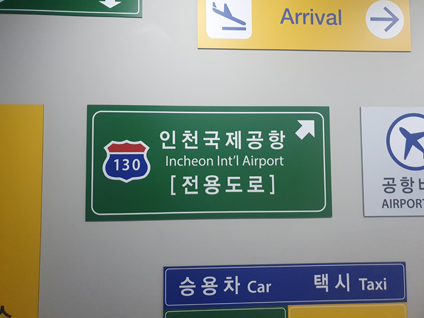 Arrival
인천국제공항
130
Incheon Int'l Airport
[전용도로]
공항
AIRPORT
승용차 Car 택시 Taxi